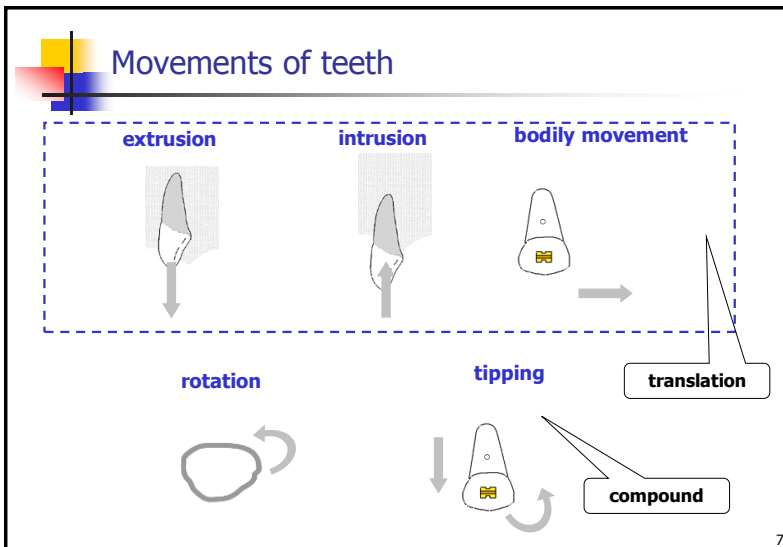 Movements of teeth
extrusion intrusion bodily movement
translation
rotation tipping
compound
7